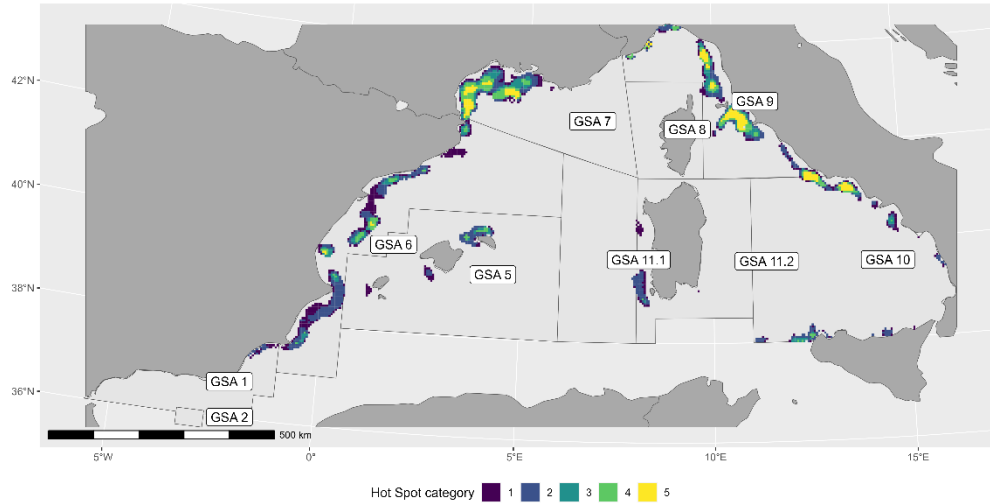 42°N
40°N
38°N
36°N
GSA 9
GSA 7
GSA 8
GSA 6
GSA 5
GSA 11.1
GSA 11.2
GSA 10
GSA 1
GSA 2
500 km
5°W
0°
5°E
10°E
15°E
Hot Spot category 1 2 3 4 5